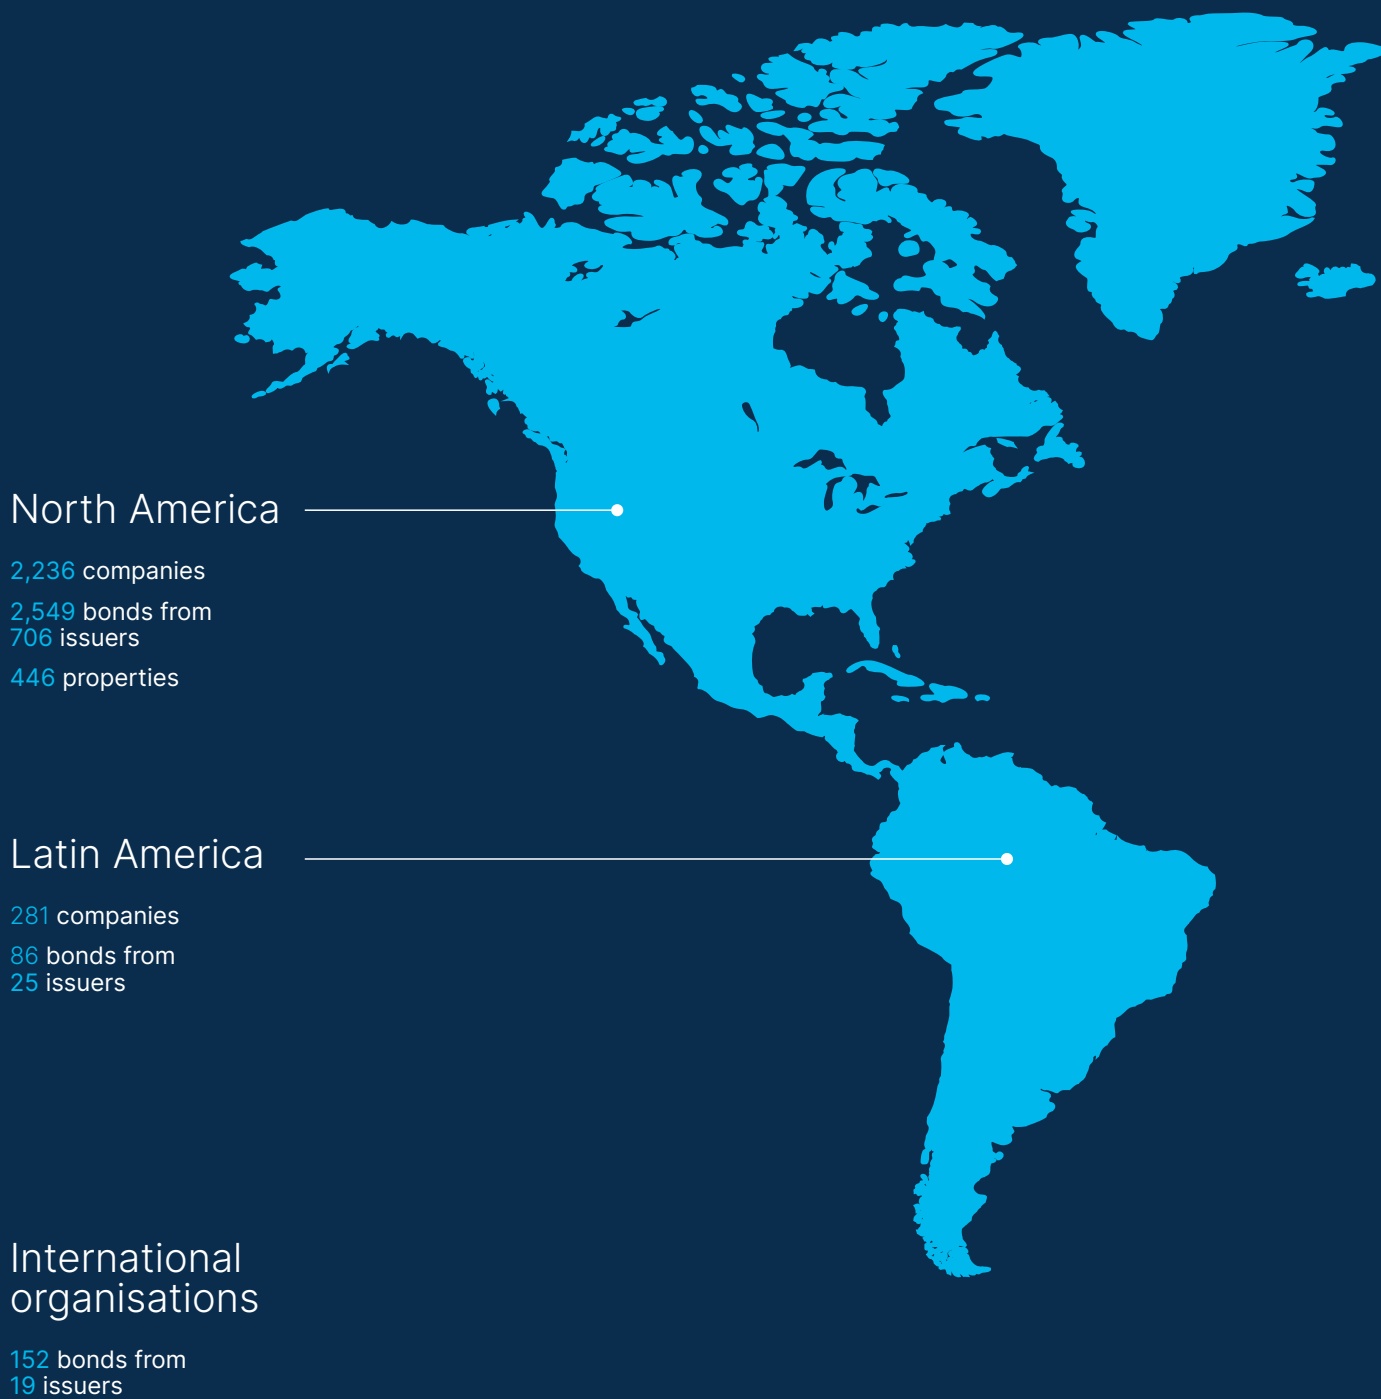 North America
2,236 companies
2,549 bonds from
706 issuers
446 properties
Latin America
281 companies
86 bonds from
25 issuers
International
organisations
152 bonds from
19 issuers